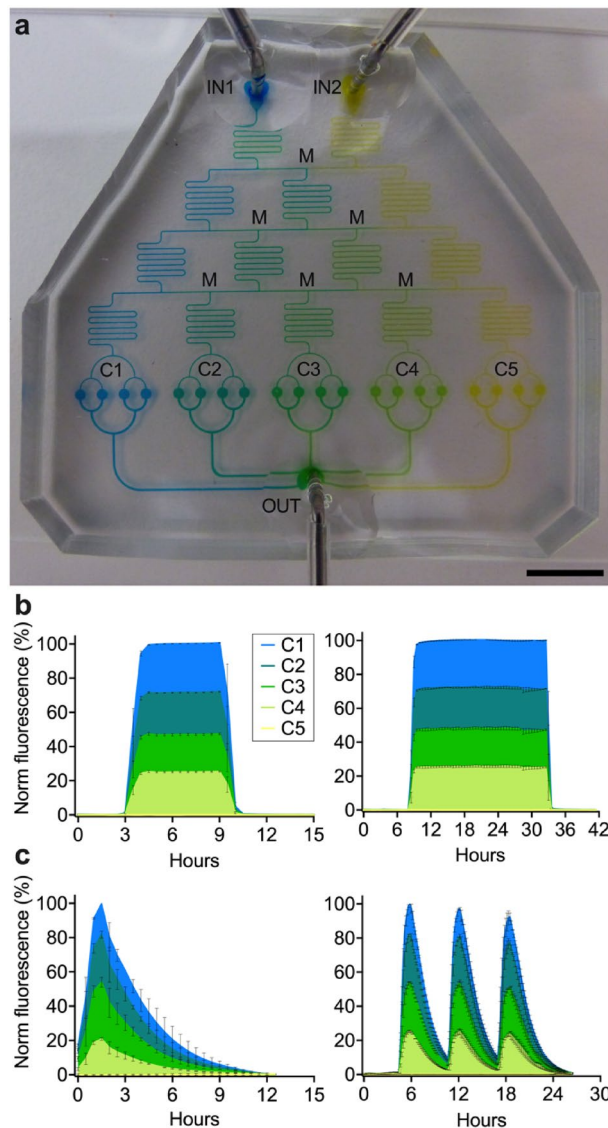 a
IN1 IN2
M
M M
M M M
C1 C2 C3 C4 C5
OUT
b
Norm fluorescence (%)
100
80
60
40
20
0
0 3 6 9 12 15
Hours
C1
C2
C3
C4
C5
100
80
60
40
20
0
0 6 12 18 24 30 36 42
Hours
c
Norm fluorescence (%)
100
80
60
40
20
0
0 3 6 9 12 15
Hours
100
80
60
40
20
0
0 6 12 18 24 30
Hours